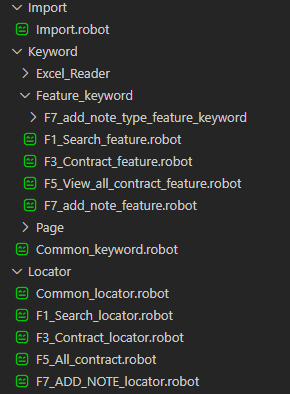 Import
Import.robot
Keyword
Excel_Reader
Feature_keyword
F7_add_note_type_feature_keyword
F1_Search_feature.robot
F3_Contract_feature.robot
F5_View_all_contract_feature.robot
F7_add_note_feature.robot
Page
Common_keyword.robot
Locator
Common_locator.robot
F1_Search_locator.robot
F3_Contract_locator.robot
F5_All_contract.robot
F7_ADD_NOTE_locator.robot